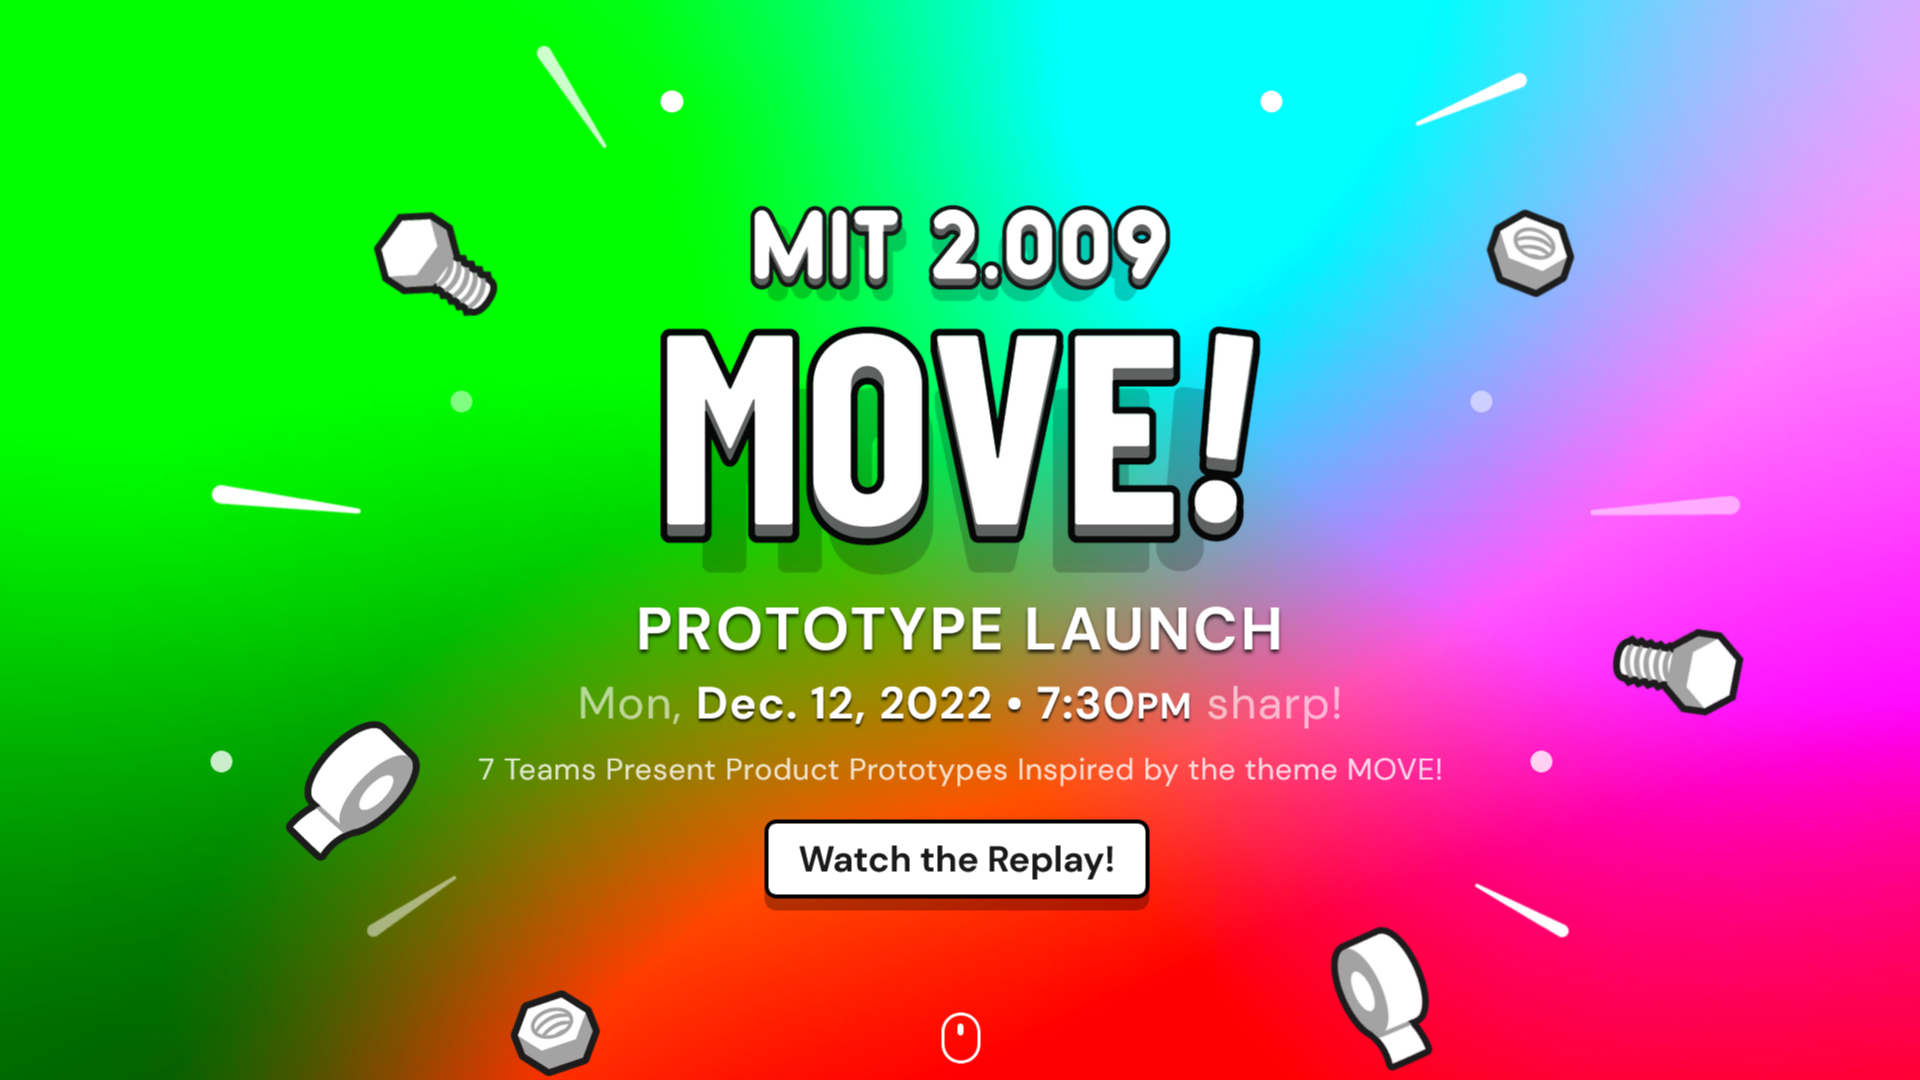 MIT 2.009
MOVE!
PROTOTYPE LAUNCH
Mon, Dec. 12, 2022 • 7:30PM sharp!
7 Teams Present Product Prototypes Inspired by the theme MOVE!
Watch the Replay!